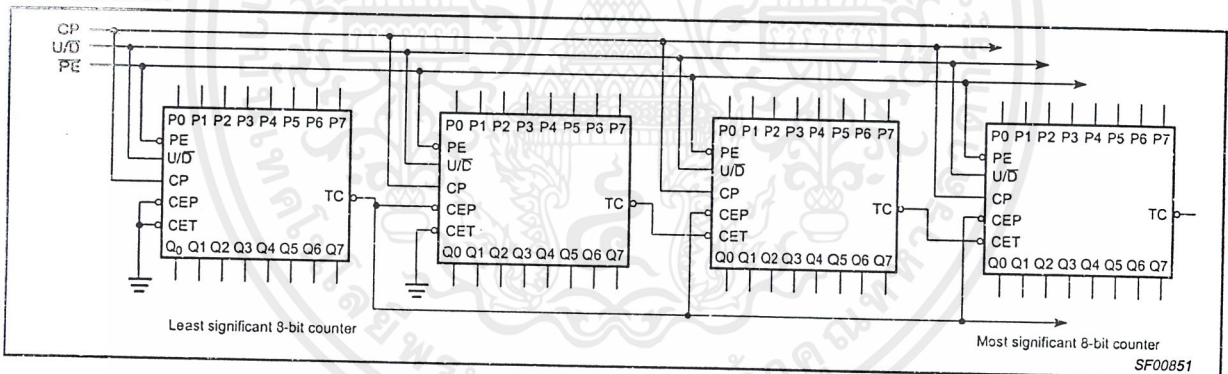 CP
U/D̅
P̅E̅
P0 P1 P2 P3 P4 P5 P6 P7
PE
U/D̅
CP
CEP
CET
TC
Q0 Q1 Q2 Q3 Q4 Q5 Q6 Q7
P0 P1 P2 P3 P4 P5 P6 P7
PE
U/D̅
CP
CEP
CET
TC
Q0 Q1 Q2 Q3 Q4 Q5 Q6 Q7
P0 P1 P2 P3 P4 P5 P6 P7
PE
U/D̅
CP
CEP
CET
TC
Q0 Q1 Q2 Q3 Q4 Q5 Q6 Q7
P0 P1 P2 P3 P4 P5 P6 P7
PE
U/D̅
CP
CEP
CET
TC
Q0 Q1 Q2 Q3 Q4 Q5 Q6 Q7
Least significant 8-bit counter
Most significant 8-bit counter
SF00851